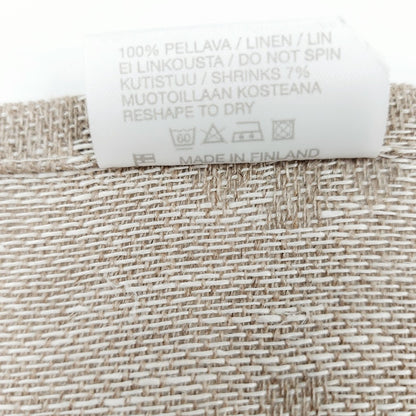 100% PELLAVA / LINEN / LIN
EI LINKOUSTA / DO NOT SPIN
KUTISTUU / SHRINKS 7%
MUOTOILLAAN KOSTEANA
RESHAPE TO DRY
60
MADE IN FINLAND